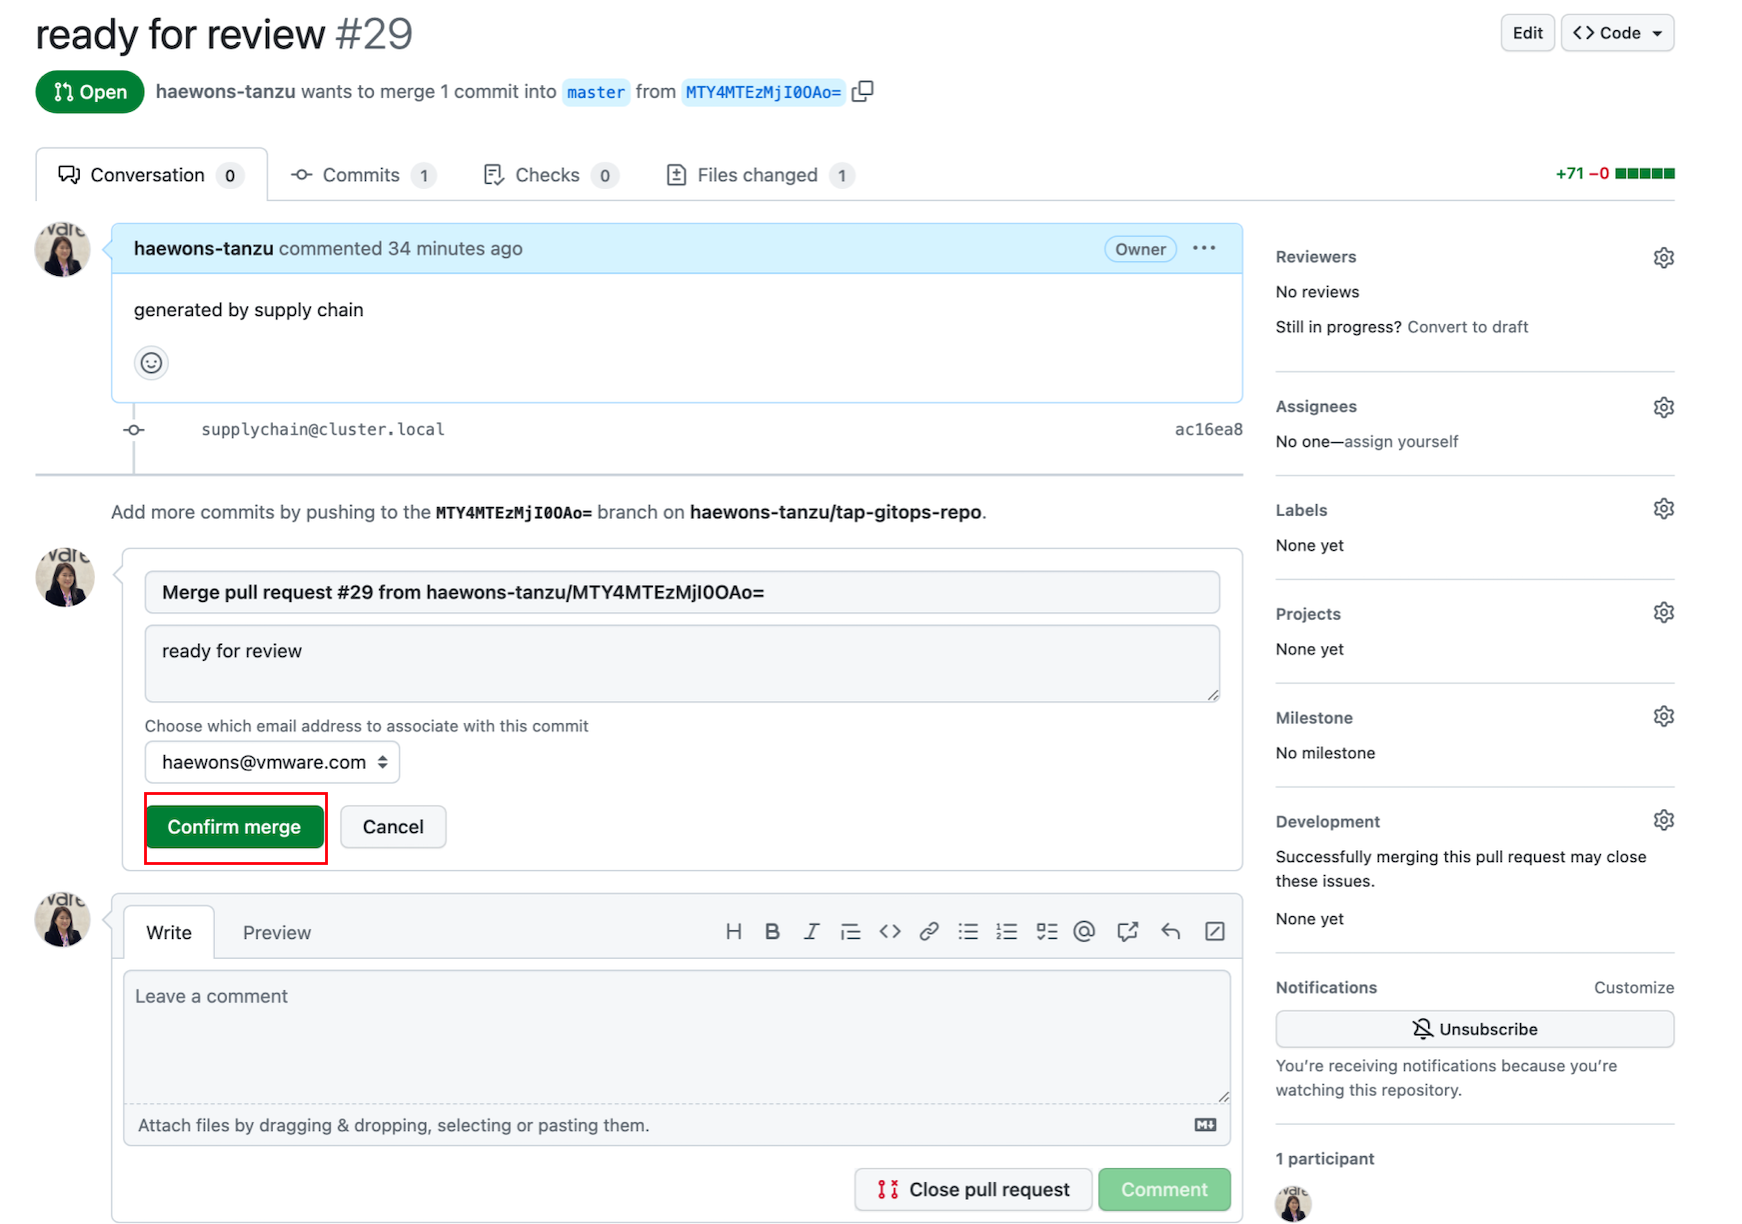 ready for review #29
Edit
Code
Open
haewons-tanzu wants to merge 1 commit into master from MTY4MTEzMjI0OAo=
Conversation 0
Commits 1
Checks 0
Files changed 1
+71 −0
haewons-tanzu commented 34 minutes ago
Owner
generated by supply chain
supplychain@cluster.local
ac16ea8
Add more commits by pushing to the MTY4MTEzMjI0OAo= branch on haewons-tanzu/tap-gitops-repo.
Merge pull request #29 from haewons-tanzu/MTY4MTEzMjI0OAo=
ready for review
Choose which email address to associate with this commit
haewons@vmware.com
Confirm merge
Cancel
Write
Preview
Leave a comment
Attach files by dragging & dropping, selecting or pasting them.
Close pull request
Comment
Reviewers
No reviews
Still in progress? Convert to draft
Assignees
No one—assign yourself
Labels
None yet
Projects
None yet
Milestone
No milestone
Development
Successfully merging this pull request may close
these issues.
None yet
Notifications
Customize
Unsubscribe
You’re receiving notifications because you’re
watching this repository.
1 participant